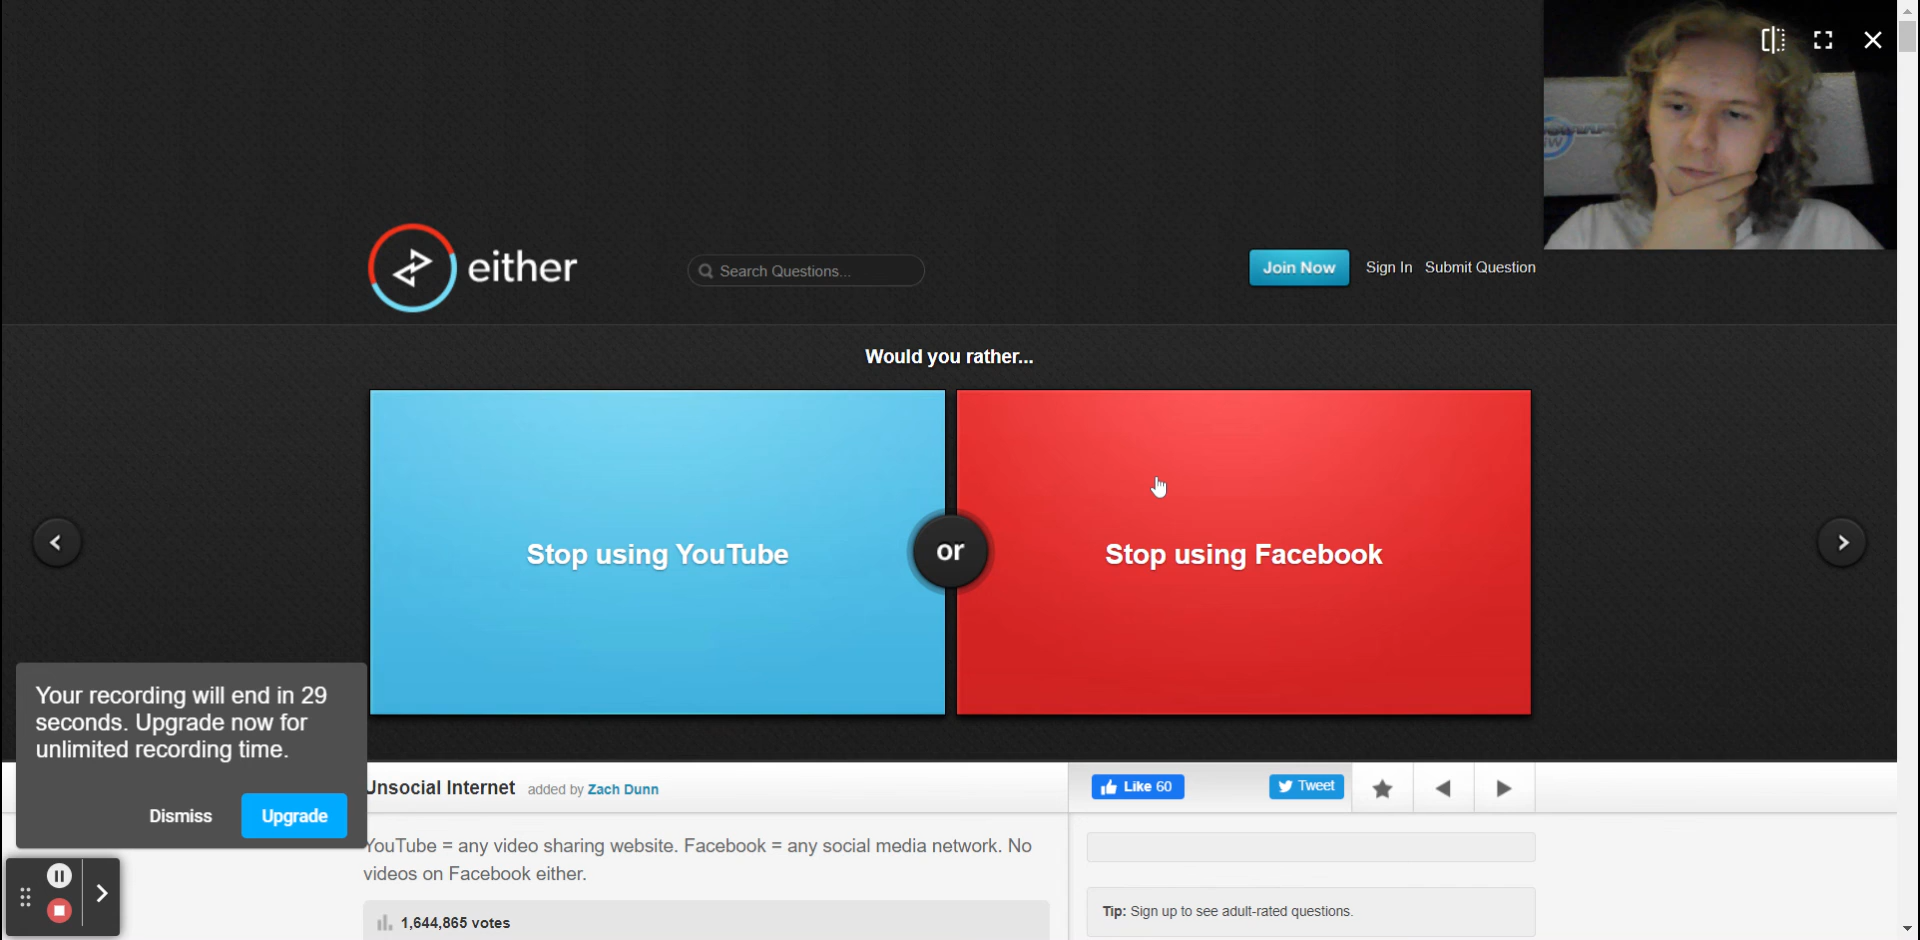 either
Search Questions...
Join Now
Sign In
Submit Question
Would you rather...
Stop using YouTube
or
Stop using Facebook
Your recording will end in 29
seconds. Upgrade now for
unlimited recording time.
Dismiss
Upgrade
Unsocial Internet added by Zach Dunn
Like 60
Tweet
YouTube = any video sharing website. Facebook = any social media network. No
videos on Facebook either.
1,644,865 votes
Tip: Sign up to see adult-rated questions.